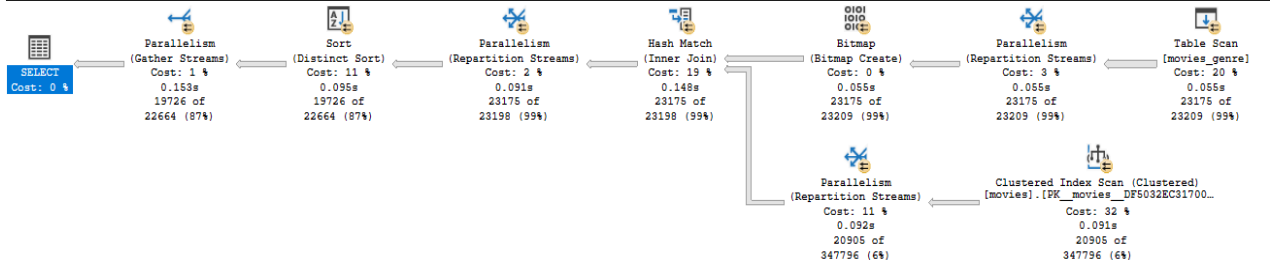 SELECT
Cost: 0 %
Parallelism
(Gather Streams)
Cost: 1 %
0.153s
19726 of
22664 (87%)
Sort
(Distinct Sort)
Cost: 11 %
0.095s
19726 of
22664 (87%)
Parallelism
(Repartition Streams)
Cost: 2 %
0.091s
23175 of
23198 (99%)
Hash Match
(Inner Join)
Cost: 19 %
0.148s
23175 of
23198 (99%)
Bitmap
(Bitmap Create)
Cost: 0 %
0.055s
23175 of
23209 (99%)
Parallelism
(Repartition Streams)
Cost: 3 %
0.055s
23175 of
23209 (99%)
Table Scan
[movies_genre]
Cost: 20 %
0.055s
23175 of
23209 (99%)
Parallelism
(Repartition Streams)
Cost: 11 %
0.092s
20905 of
347796 (6%)
Clustered Index Scan (Clustered)
[movies].[PK__movies__DF5032EC31700…
Cost: 32 %
0.091s
20905 of
347796 (6%)